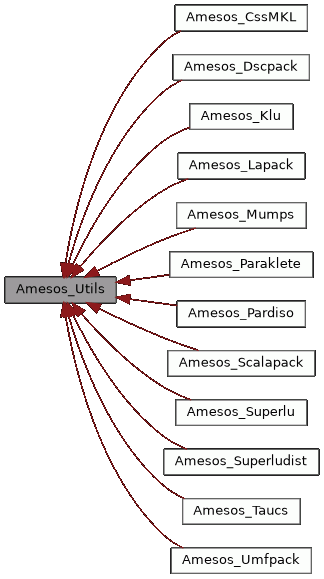 Amesos_CssMKL
Amesos_Dscpack
Amesos_Klu
Amesos_Lapack
Amesos_Mumps
Amesos_Paraklete
Amesos_Utils
Amesos_Pardiso
Amesos_Scalapack
Amesos_Superlu
Amesos_Superludist
Amesos_Taucs
Amesos_Umfpack